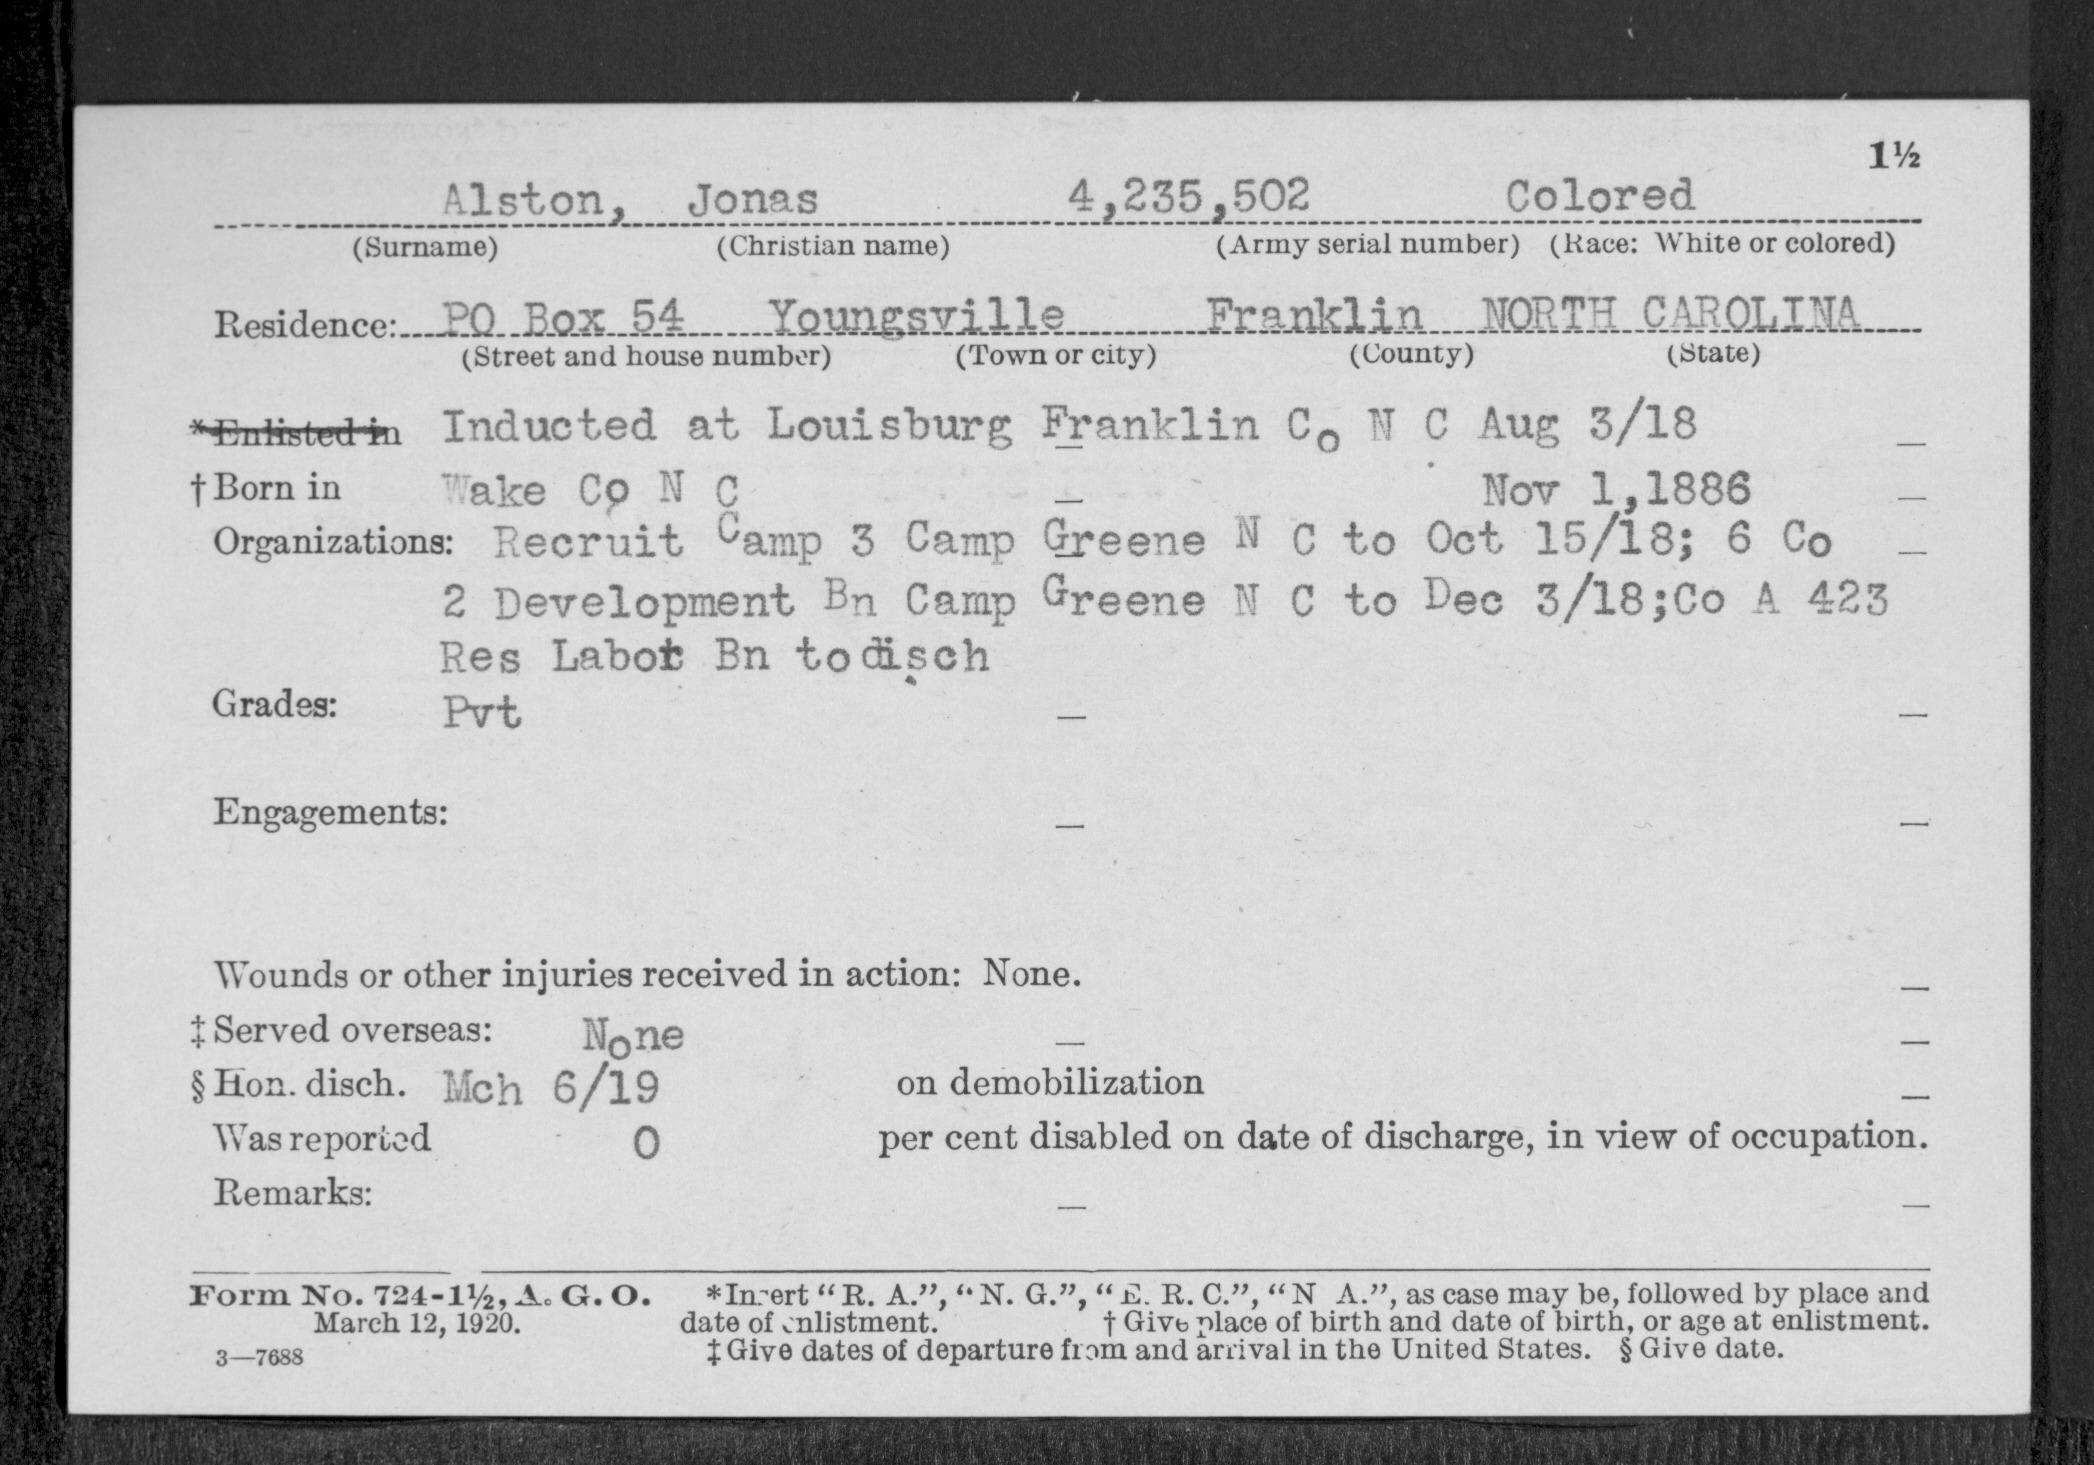 1½
Alston, Jonas 4,235,502 Colored
(Surname) (Christian name) (Army serial number) (Race: White or colored)
Residence: PO Box 54 Youngsville Franklin NORTH CAROLINA
(Street and house number) (Town or city) (County) (State)
*Enlisted in Inducted at Louisburg Franklin Co N C Aug 3/18
†Born in Wake Co N C Nov 1,1886
Organizations: Recruit Camp 3 Camp Greene N C to Oct 15/18; 6 Co
2 Development Bn Camp Greene N C to Dec 3/18;Co A 423
Res Labor Bn to disch
Grades: Pvt
Engagements:
Wounds or other injuries received in action: None.
‡Served overseas: None
§Hon. disch. Mch 6/19 on demobilization
Was reported 0 per cent disabled on date of discharge, in view of occupation.
Remarks:
Form No. 724-1½, A. G. O. *Insert "R. A.", "N. G.", "E. R. C.", "N A.", as case may be, followed by place and
March 12, 1920. date of enlistment. †Give place of birth and date of birth, or age at enlistment.
3—7688 ‡Give dates of departure from and arrival in the United States. §Give date.